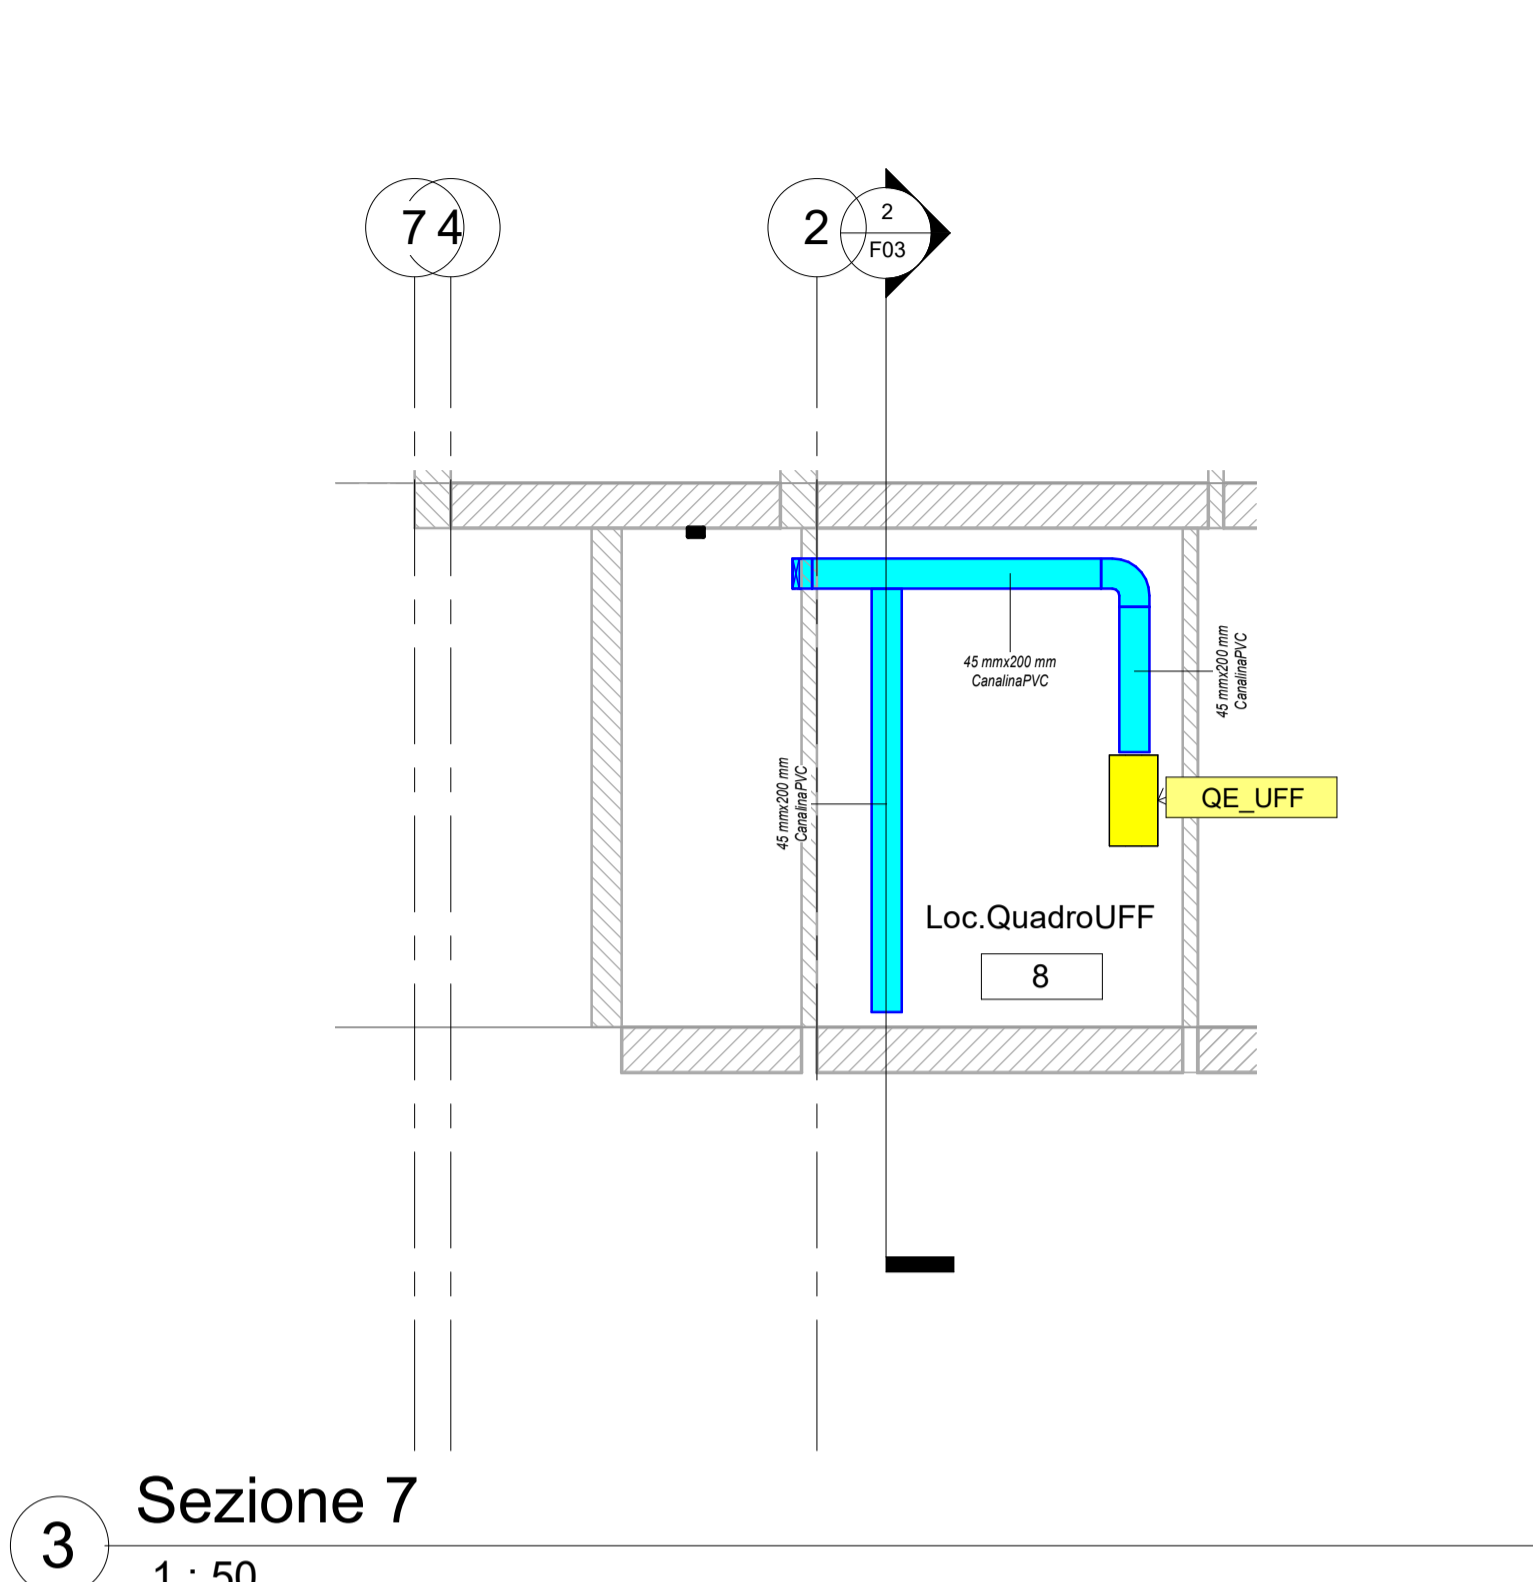 7
4
2
2
F03
45 mmx200 mm
CanalinaPVC
45 mmx200 mm
CanalinaPVC
45 mmx200 mm
CanalinaPVC
QE_UFF
Loc.QuadroUFF
8
Sezione 7
3
1 : 50